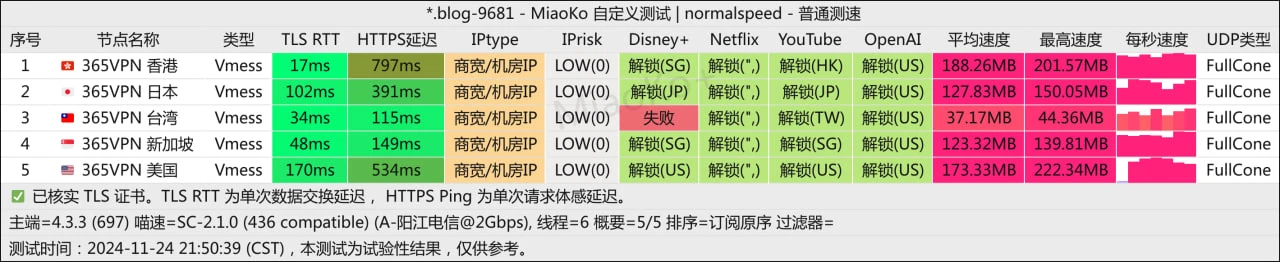 *.blog-9681 - MiaoKo 自定义测试 | normalspeed - 普通测速
序号 节点名称 类型 TLS RTT HTTPS延迟 IPtype IPrisk Disney+ Netflix YouTube OpenAI 平均速度 最高速度 每秒速度 UDP类型
1 365VPN 香港 Vmess 17ms 797ms 商宽/机房IP LOW(0) 解锁(SG) 解锁(",) 解锁(HK) 解锁(US) 188.26MB 201.57MB FullCone
2 365VPN 日本 Vmess 102ms 391ms 商宽/机房IP LOW(0) 解锁(JP) 解锁(",) 解锁(JP) 解锁(US) 127.83MB 150.05MB FullCone
3 365VPN 台湾 Vmess 34ms 115ms 商宽/机房IP LOW(0) 失败 解锁(",) 解锁(TW) 解锁(US) 37.17MB 44.36MB FullCone
4 365VPN 新加坡 Vmess 48ms 149ms 商宽/机房IP LOW(0) 解锁(SG) 解锁(",) 解锁(SG) 解锁(US) 123.32MB 139.81MB FullCone
5 365VPN 美国 Vmess 170ms 534ms 商宽/机房IP LOW(0) 解锁(US) 解锁(",) 解锁(US) 解锁(US) 173.33MB 222.34MB FullCone
MiaoKo+
✅ 已核实 TLS 证书。TLS RTT 为单次数据交换延迟， HTTPS Ping 为单次请求体感延迟。
主端=4.3.3 (697) 喵速=SC-2.1.0 (436 compatible) (A-阳江电信@2Gbps), 线程=6 概要=5/5 排序=订阅原序 过滤器=
测试时间：2024-11-24 21:50:39 (CST)，本测试为试验性结果，仅供参考。